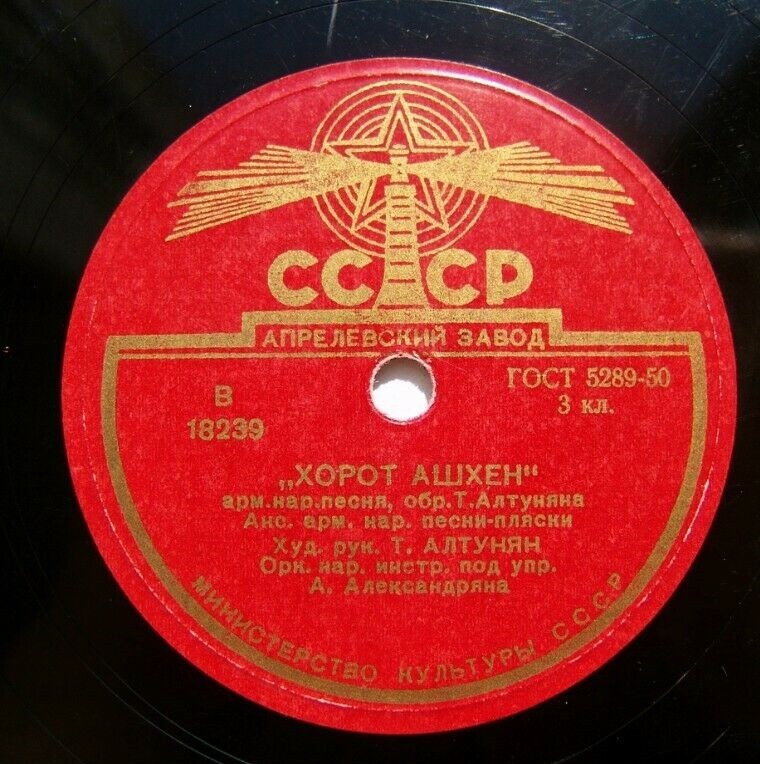 СССР
АПРЕЛЕВСКИЙ ЗАВОД
В
18239
ГОСТ 5289-50
3 кл.
„ХОРОТ АШХЕН“
арм.нар.песня, обр.Т.Алтуняна
Анс. арм. нар. песни-пляски
Худ. рук. Т. АЛТУНЯН
Орк. нар. инстр. под упр.
А. Александряна
МИНИСТЕРСТВО КУЛЬТУРЫ СССР